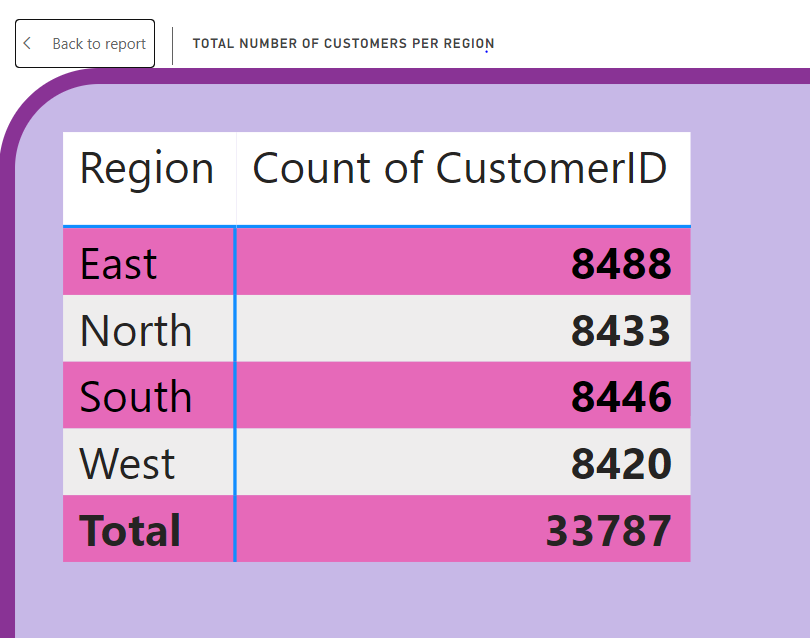 Back to report
TOTAL NUMBER OF CUSTOMERS PER REGION
Region Count of CustomerID
East 8488
North 8433
South 8446
West 8420
Total 33787